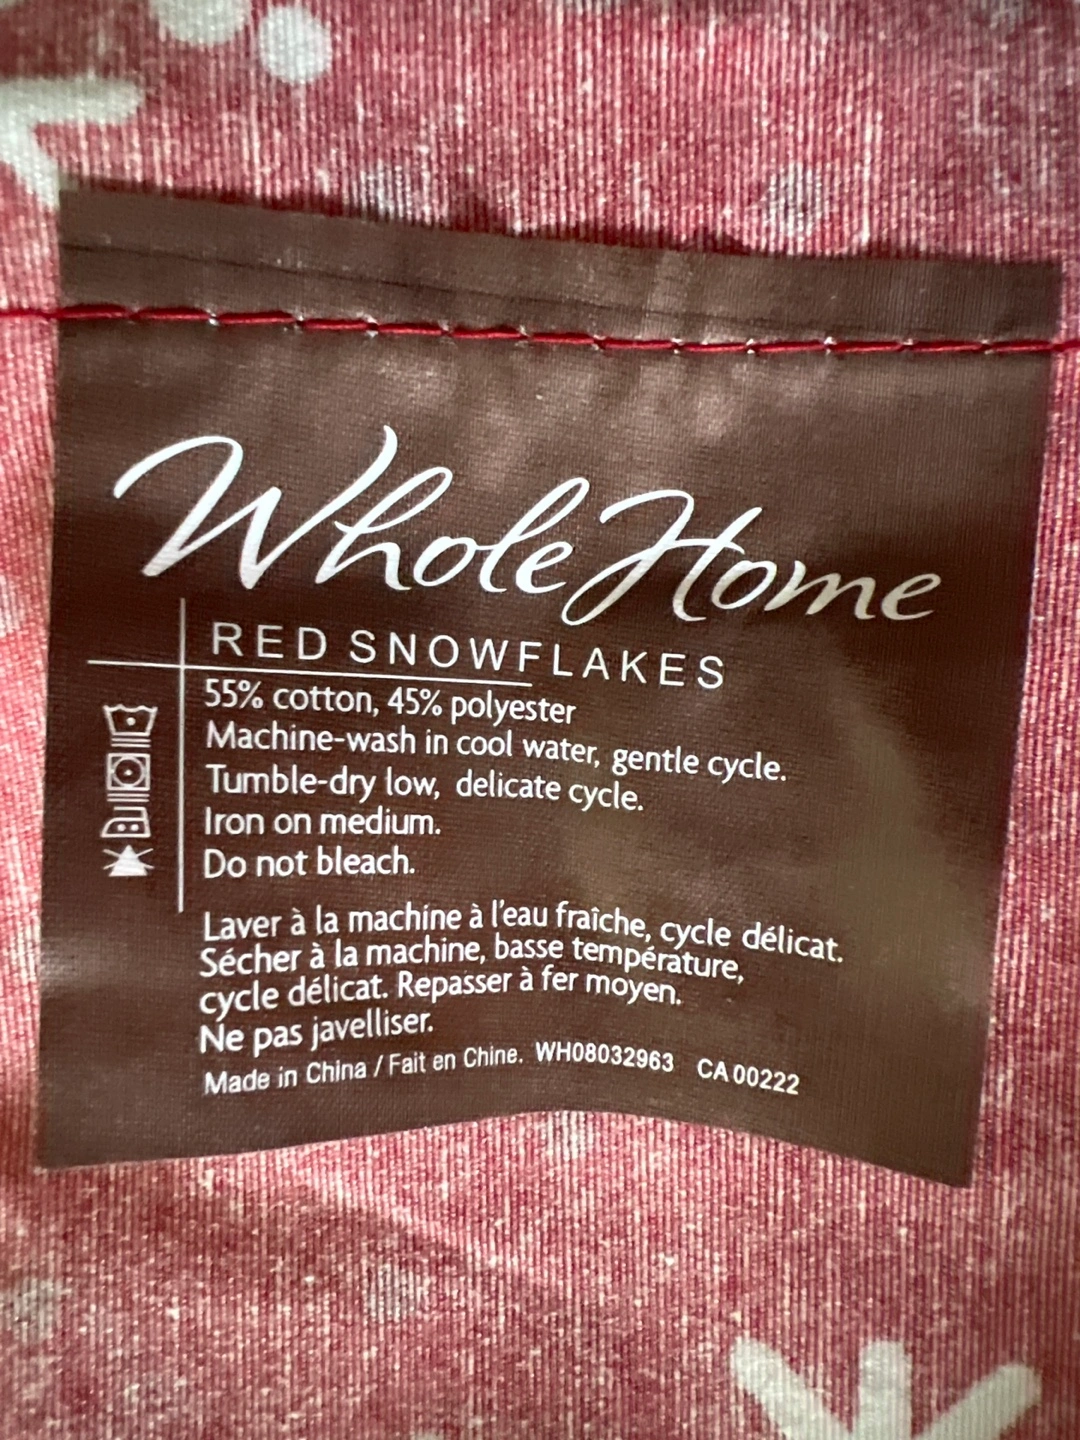 Whole Home
RED SNOWFLAKES
55% cotton, 45% polyester
Machine-wash in cool water, gentle cycle.
Tumble-dry low, delicate cycle.
Iron on medium.
Do not bleach.
Laver à la machine à l'eau fraîche, cycle délicat.
Sécher à la machine, basse température,
cycle délicat. Repasser à fer moyen.
Ne pas javelliser.
Made in China / Fait en Chine. WH08032963 CA00222